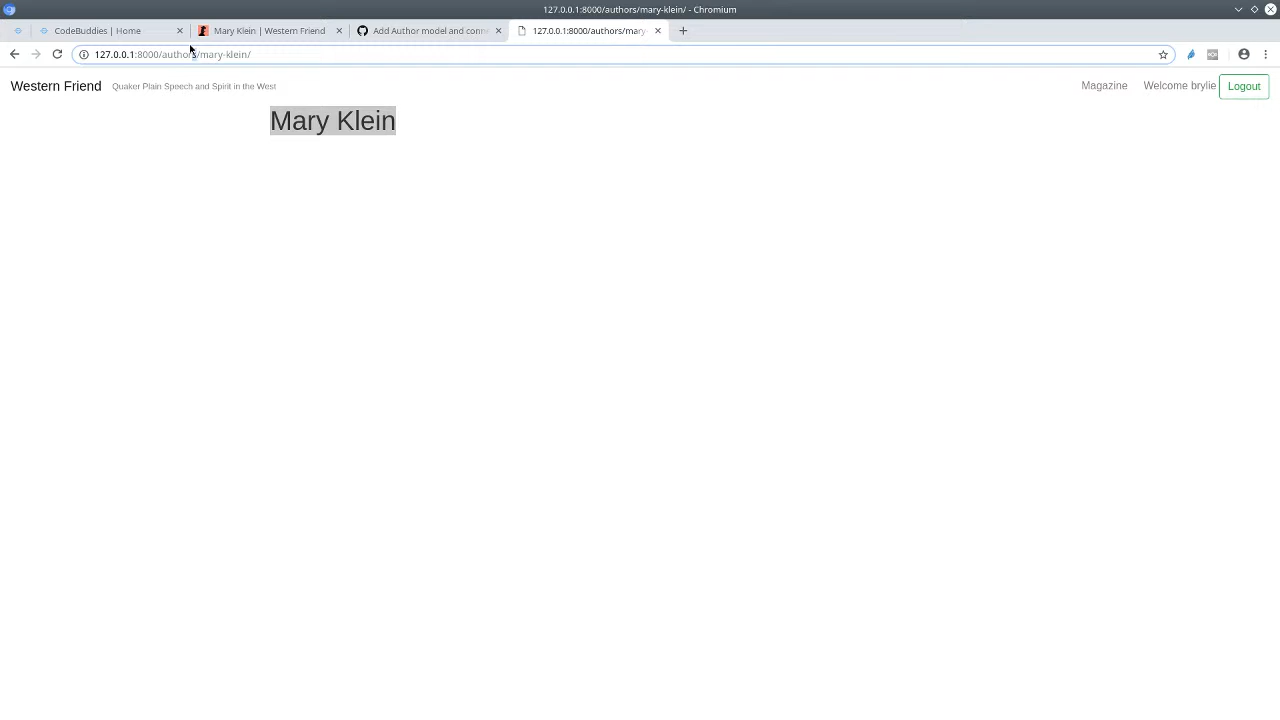 127.0.0.1:8000/authors/mary-klein/ - Chromium
CodeBuddies | Home
Mary Klein | Western Friend
Add Author model and conn
127.0.0.1:8000/authors/mary-
127.0.0.1:8000/authors/mary-klein/
Western Friend
Quaker Plain Speech and Spirit in the West
Magazine
Welcome brylie
Logout
Mary Klein